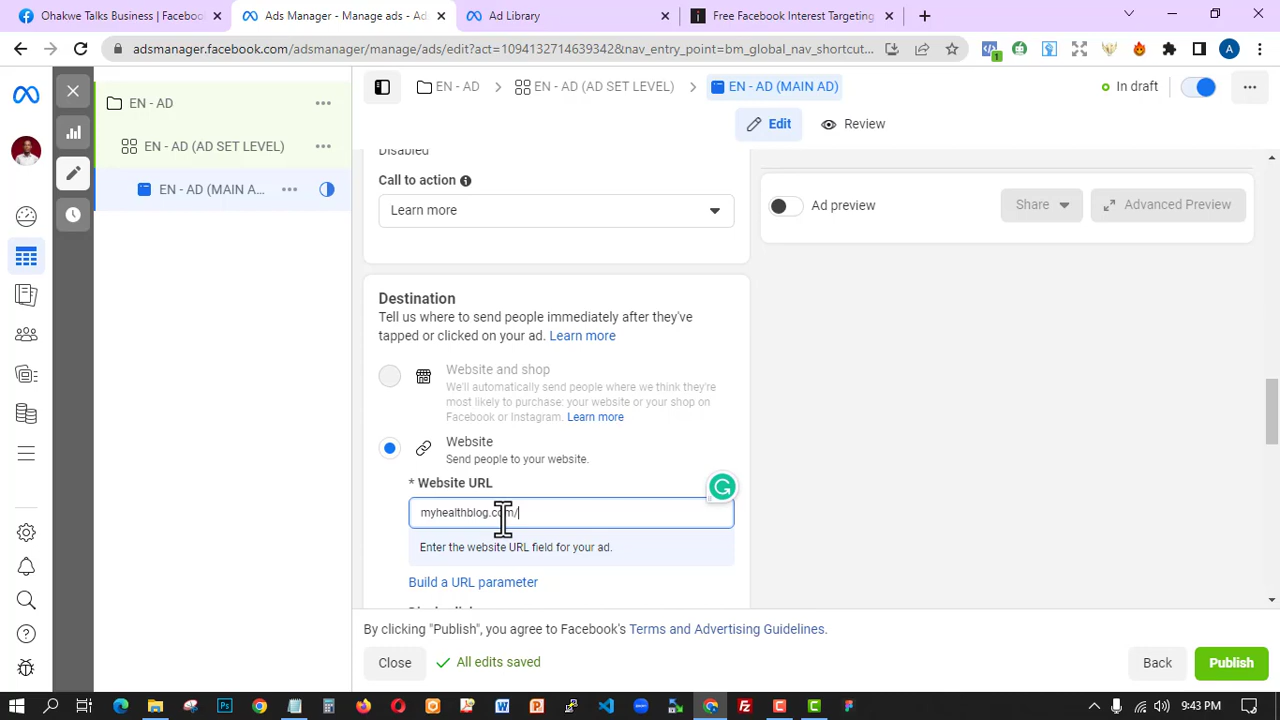 Ohakwe Talks Business | Facebook
Ads Manager - Manage ads - Ad
Ad Library
Free Facebook Interest Targeting
adsmanager.facebook.com/adsmanager/manage/ads/edit?act=1094132714639342&nav_entry_point=bm_global_nav_shortcut...
1
A
EN - AD
EN - AD (AD SET LEVEL)
EN - AD (MAIN A...
EN - AD
EN - AD (AD SET LEVEL)
EN - AD (MAIN AD)
In draft
Edit
Review
Disabled
Call to action
Learn more
Ad preview
Share
Advanced Preview
Destination
Tell us where to send people immediately after they've
tapped or clicked on your ad. Learn more
Website and shop
We'll automatically send people where we think they're
most likely to purchase: your website or your shop on
Facebook or Instagram. Learn more
Website
Send people to your website.
* Website URL
myhealthblog.com/
Enter the website URL field for your ad.
Build a URL parameter
By clicking "Publish", you agree to Facebook's Terms and Advertising Guidelines.
Close
All edits saved
Back
Publish
9:43 PM